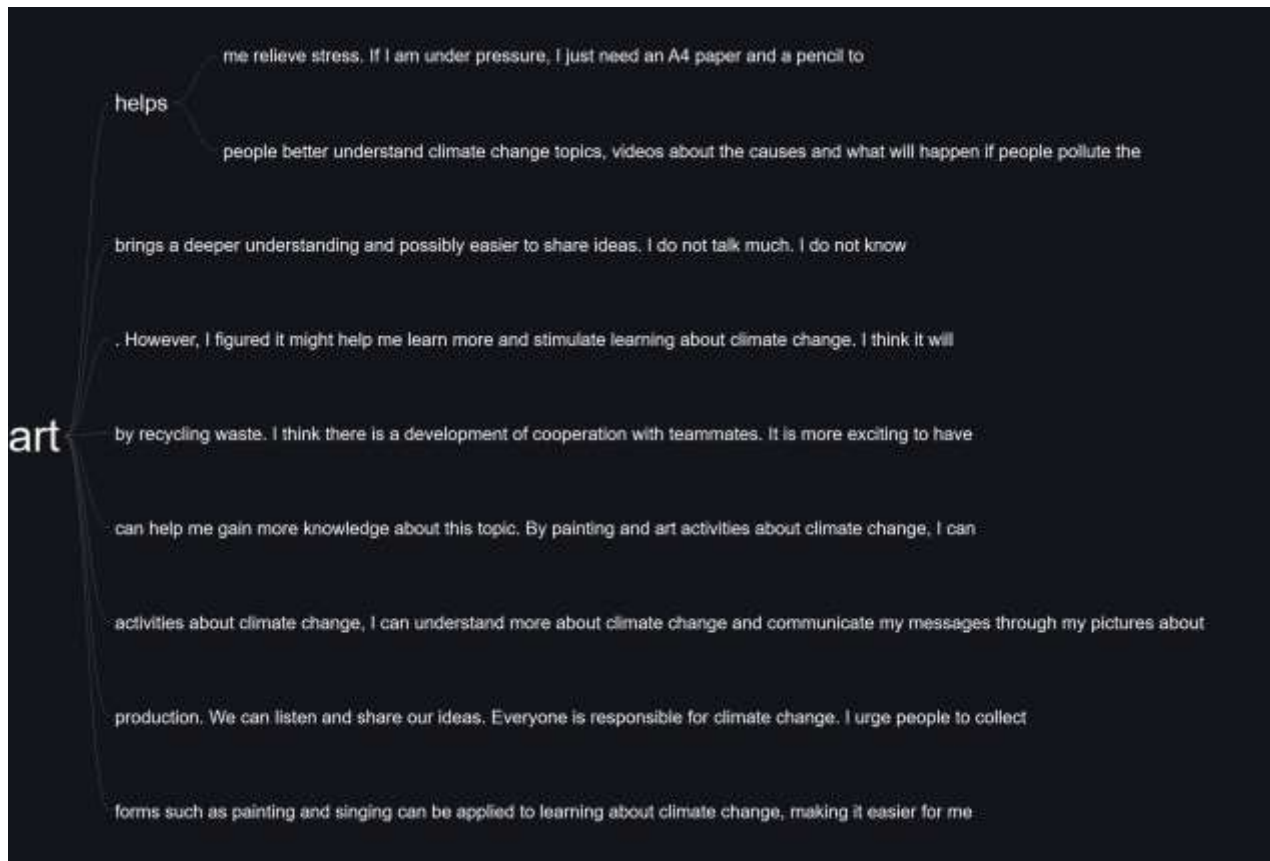 me relieve stress. If I am under pressure, I just need an A4 paper and a pencil to
helps
people better understand climate change topics, videos about the causes and what will happen if people pollute the
brings a deeper understanding and possibly easier to share ideas. I do not talk much. I do not know
. However, I figured it might help me learn more and stimulate learning about climate change. I think it will
art
by recycling waste. I think there is a development of cooperation with teammates. It is more exciting to have
can help me gain more knowledge about this topic. By painting and art activities about climate change, I can
activities about climate change, I can understand more about climate change and communicate my messages through my pictures about
production. We can listen and share our ideas. Everyone is responsible for climate change. I urge people to collect
forms such as painting and singing can be applied to learning about climate change, making it easier for me